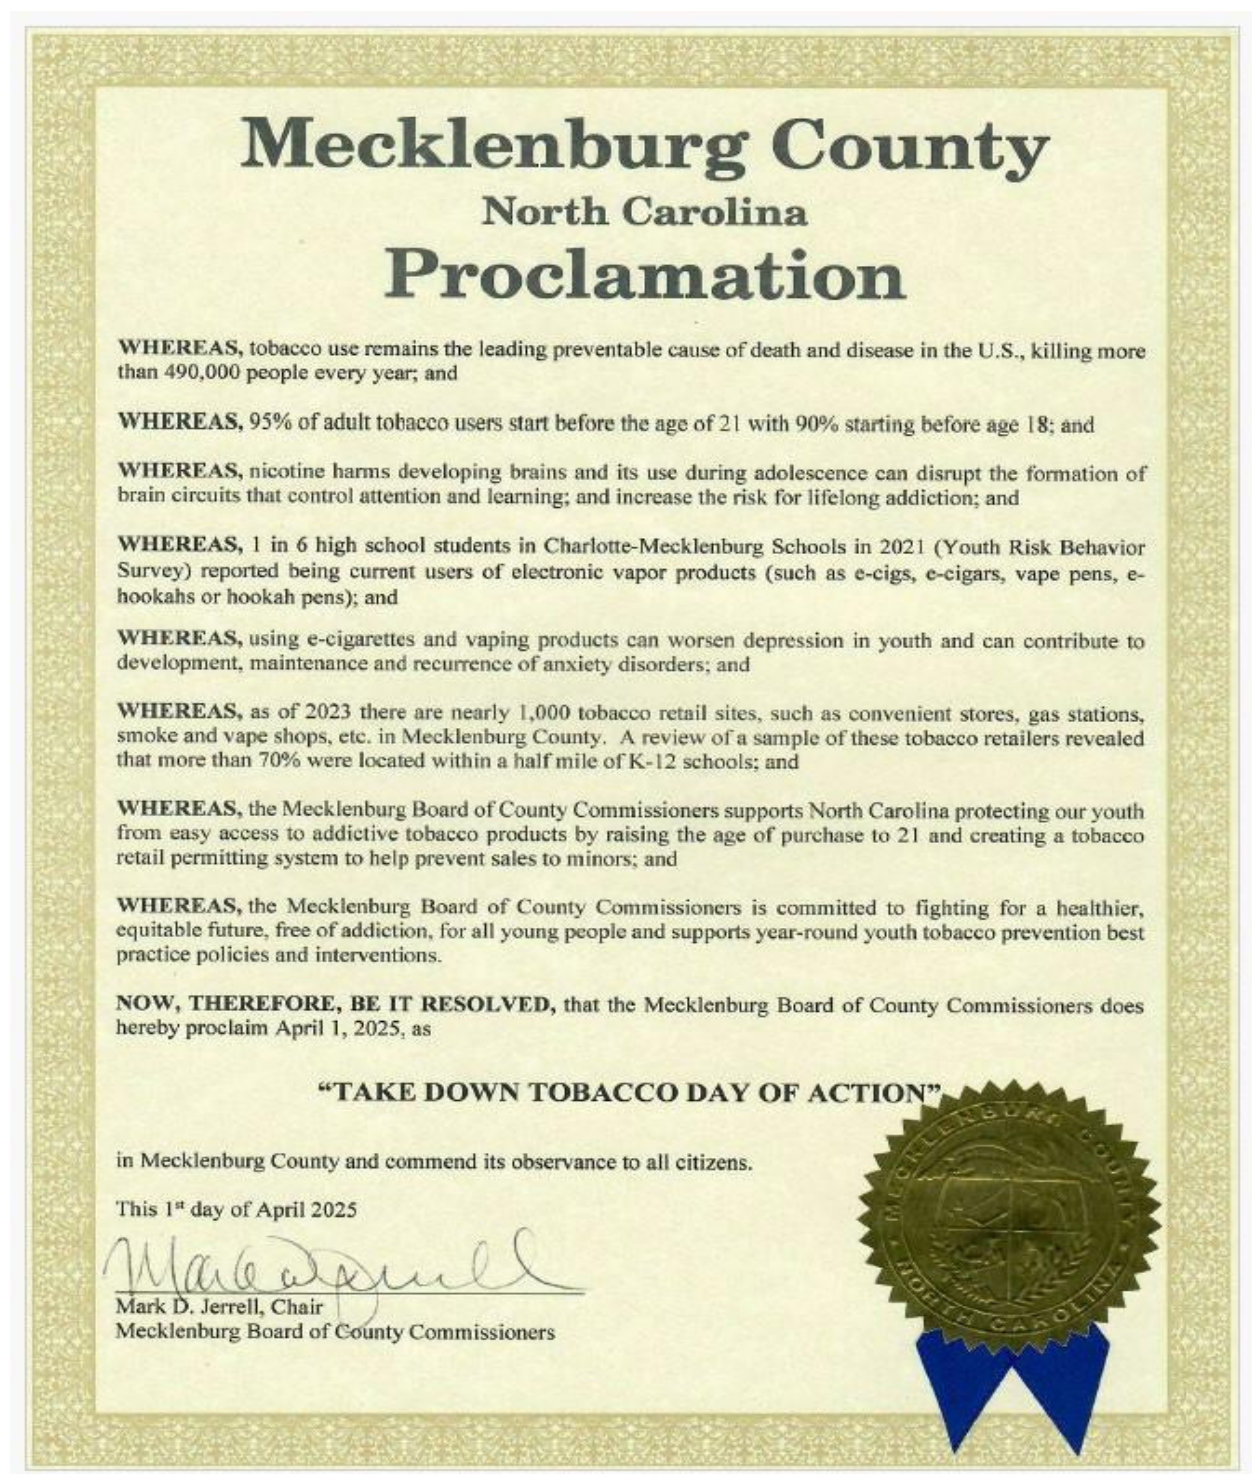 Mecklenburg County
North Carolina
Proclamation
WHEREAS, tobacco use remains the leading preventable cause of death and disease in the U.S., killing more
than 490,000 people every year; and
WHEREAS, 95% of adult tobacco users start before the age of 21 with 90% starting before age 18; and
WHEREAS, nicotine harms developing brains and its use during adolescence can disrupt the formation of
brain circuits that control attention and learning; and increase the risk for lifelong addiction; and
WHEREAS, 1 in 6 high school students in Charlotte-Mecklenburg Schools in 2021 (Youth Risk Behavior
Survey) reported being current users of electronic vapor products (such as e-cigs, e-cigars, vape pens, e-
hookahs or hookah pens); and
WHEREAS, using e-cigarettes and vaping products can worsen depression in youth and can contribute to
development, maintenance and recurrence of anxiety disorders; and
WHEREAS, as of 2023 there are nearly 1,000 tobacco retail sites, such as convenient stores, gas stations,
smoke and vape shops, etc. in Mecklenburg County. A review of a sample of these tobacco retailers revealed
that more than 70% were located within a half mile of K-12 schools; and
WHEREAS, the Mecklenburg Board of County Commissioners supports North Carolina protecting our youth
from easy access to addictive tobacco products by raising the age of purchase to 21 and creating a tobacco
retail permitting system to help prevent sales to minors; and
WHEREAS, the Mecklenburg Board of County Commissioners is committed to fighting for a healthier,
equitable future, free of addiction, for all young people and supports year-round youth tobacco prevention best
practice policies and interventions.
NOW, THEREFORE, BE IT RESOLVED, that the Mecklenburg Board of County Commissioners does
hereby proclaim April 1, 2025, as
“TAKE DOWN TOBACCO DAY OF ACTION”
in Mecklenburg County and commend its observance to all citizens.
This 1st day of April 2025
Mark D. Jerrell
Mark D. Jerrell, Chair
Mecklenburg Board of County Commissioners
MECKLENBURG COUNTY
NORTH CAROLINA